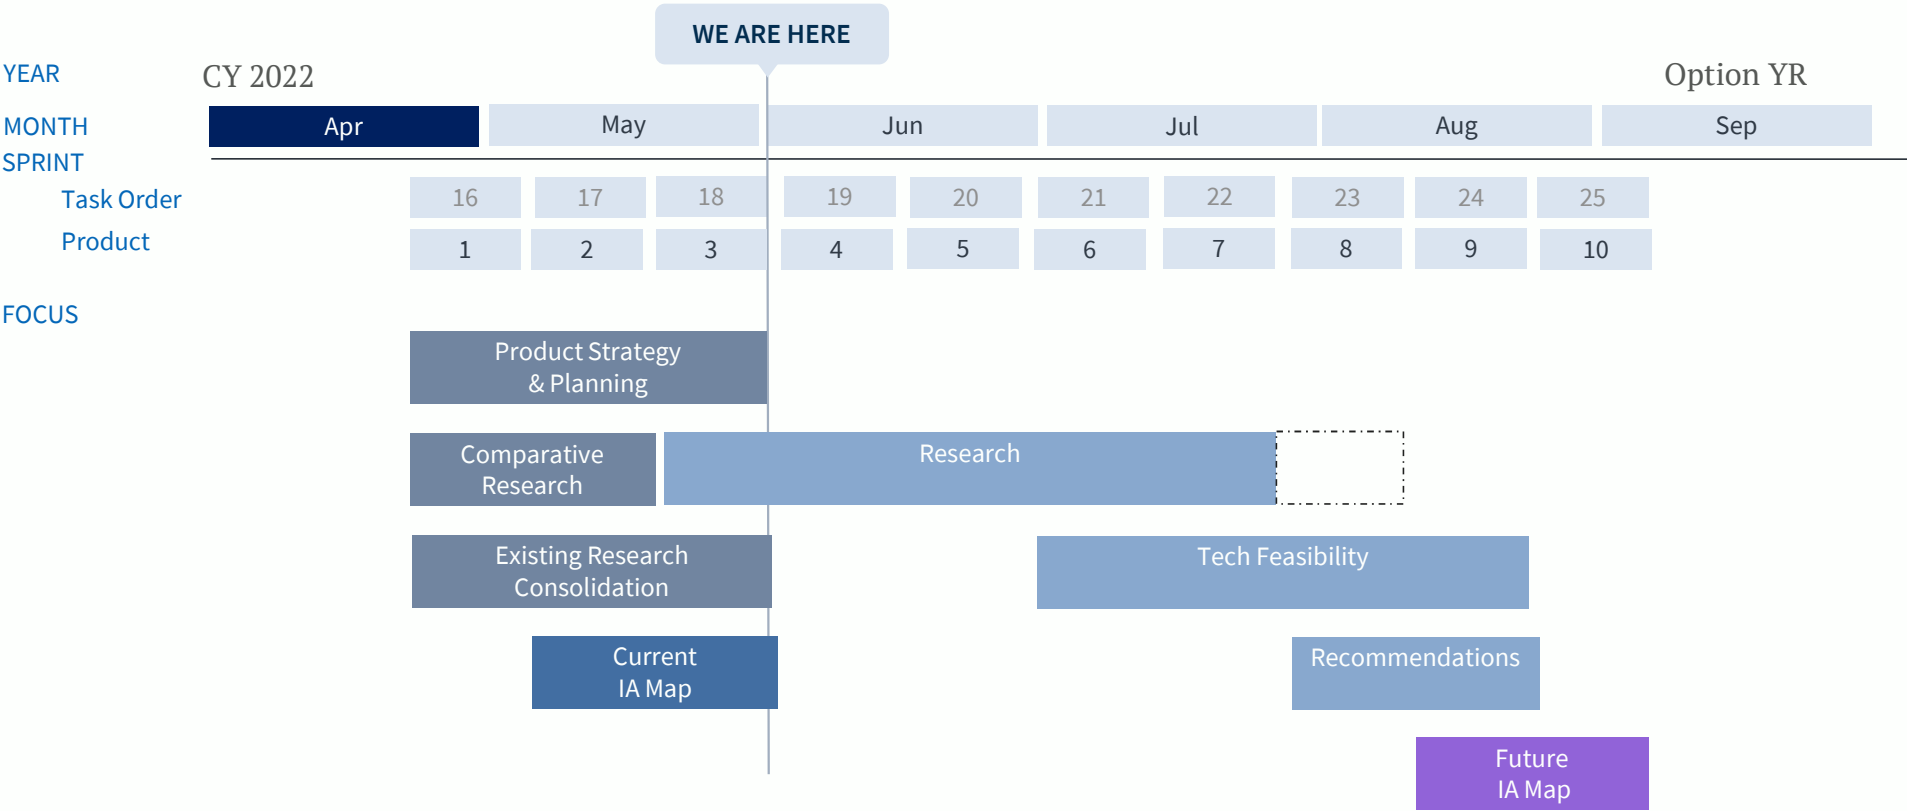 WE ARE HERE
YEAR CY 2022 Option YR
MONTH Apr May Jun Jul Aug Sep
SPRINT
Task Order 16 17 18 19 20 21 22 23 24 25
Product 1 2 3 4 5 6 7 8 9 10
FOCUS
Product Strategy
& Planning
Comparative
Research
Research
Existing Research
Consolidation
Tech Feasibility
Current
IA Map
Recommendations
Future
IA Map